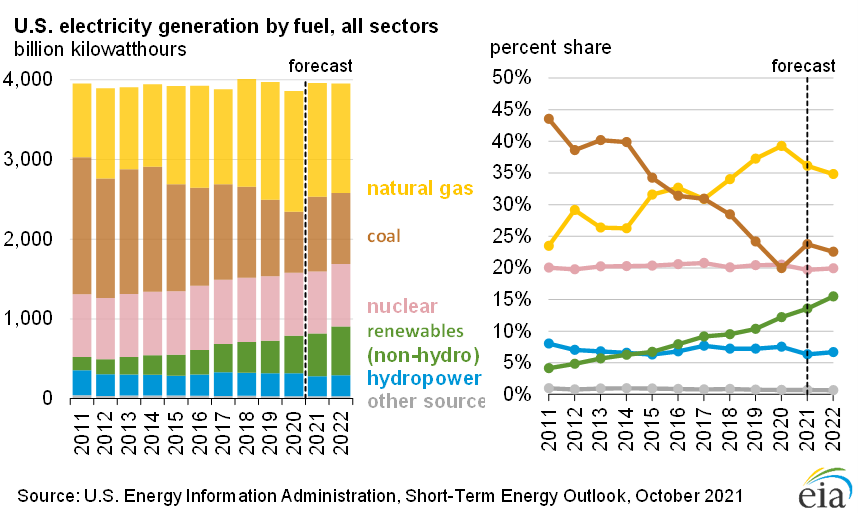 U.S. electricity generation by fuel, all sectors
billion kilowatthours
forecast
4,000
3,000
2,000
1,000
0
2011
2012
2013
2014
2015
2016
2017
2018
2019
2020
2021
2022
natural gas
coal
nuclear
renewables
(non-hydro)
hydropower
other source
percent share
forecast
50%
45%
40%
35%
30%
25%
20%
15%
10%
5%
0%
2011
2012
2013
2014
2015
2016
2017
2018
2019
2020
2021
2022
Source: U.S. Energy Information Administration, Short-Term Energy Outlook, October 2021
eia